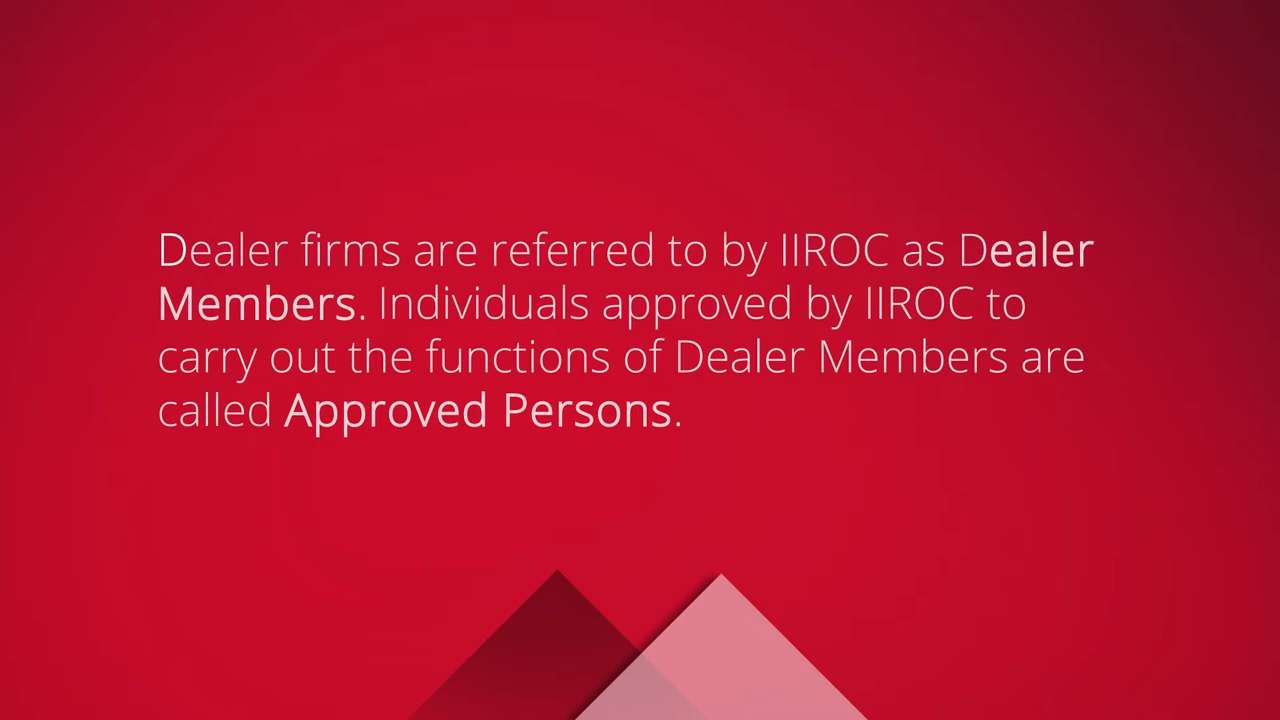 Dealer firms are referred to by IIROC as Dealer
Members. Individuals approved by IIROC to
carry out the functions of Dealer Members are
called Approved Persons.